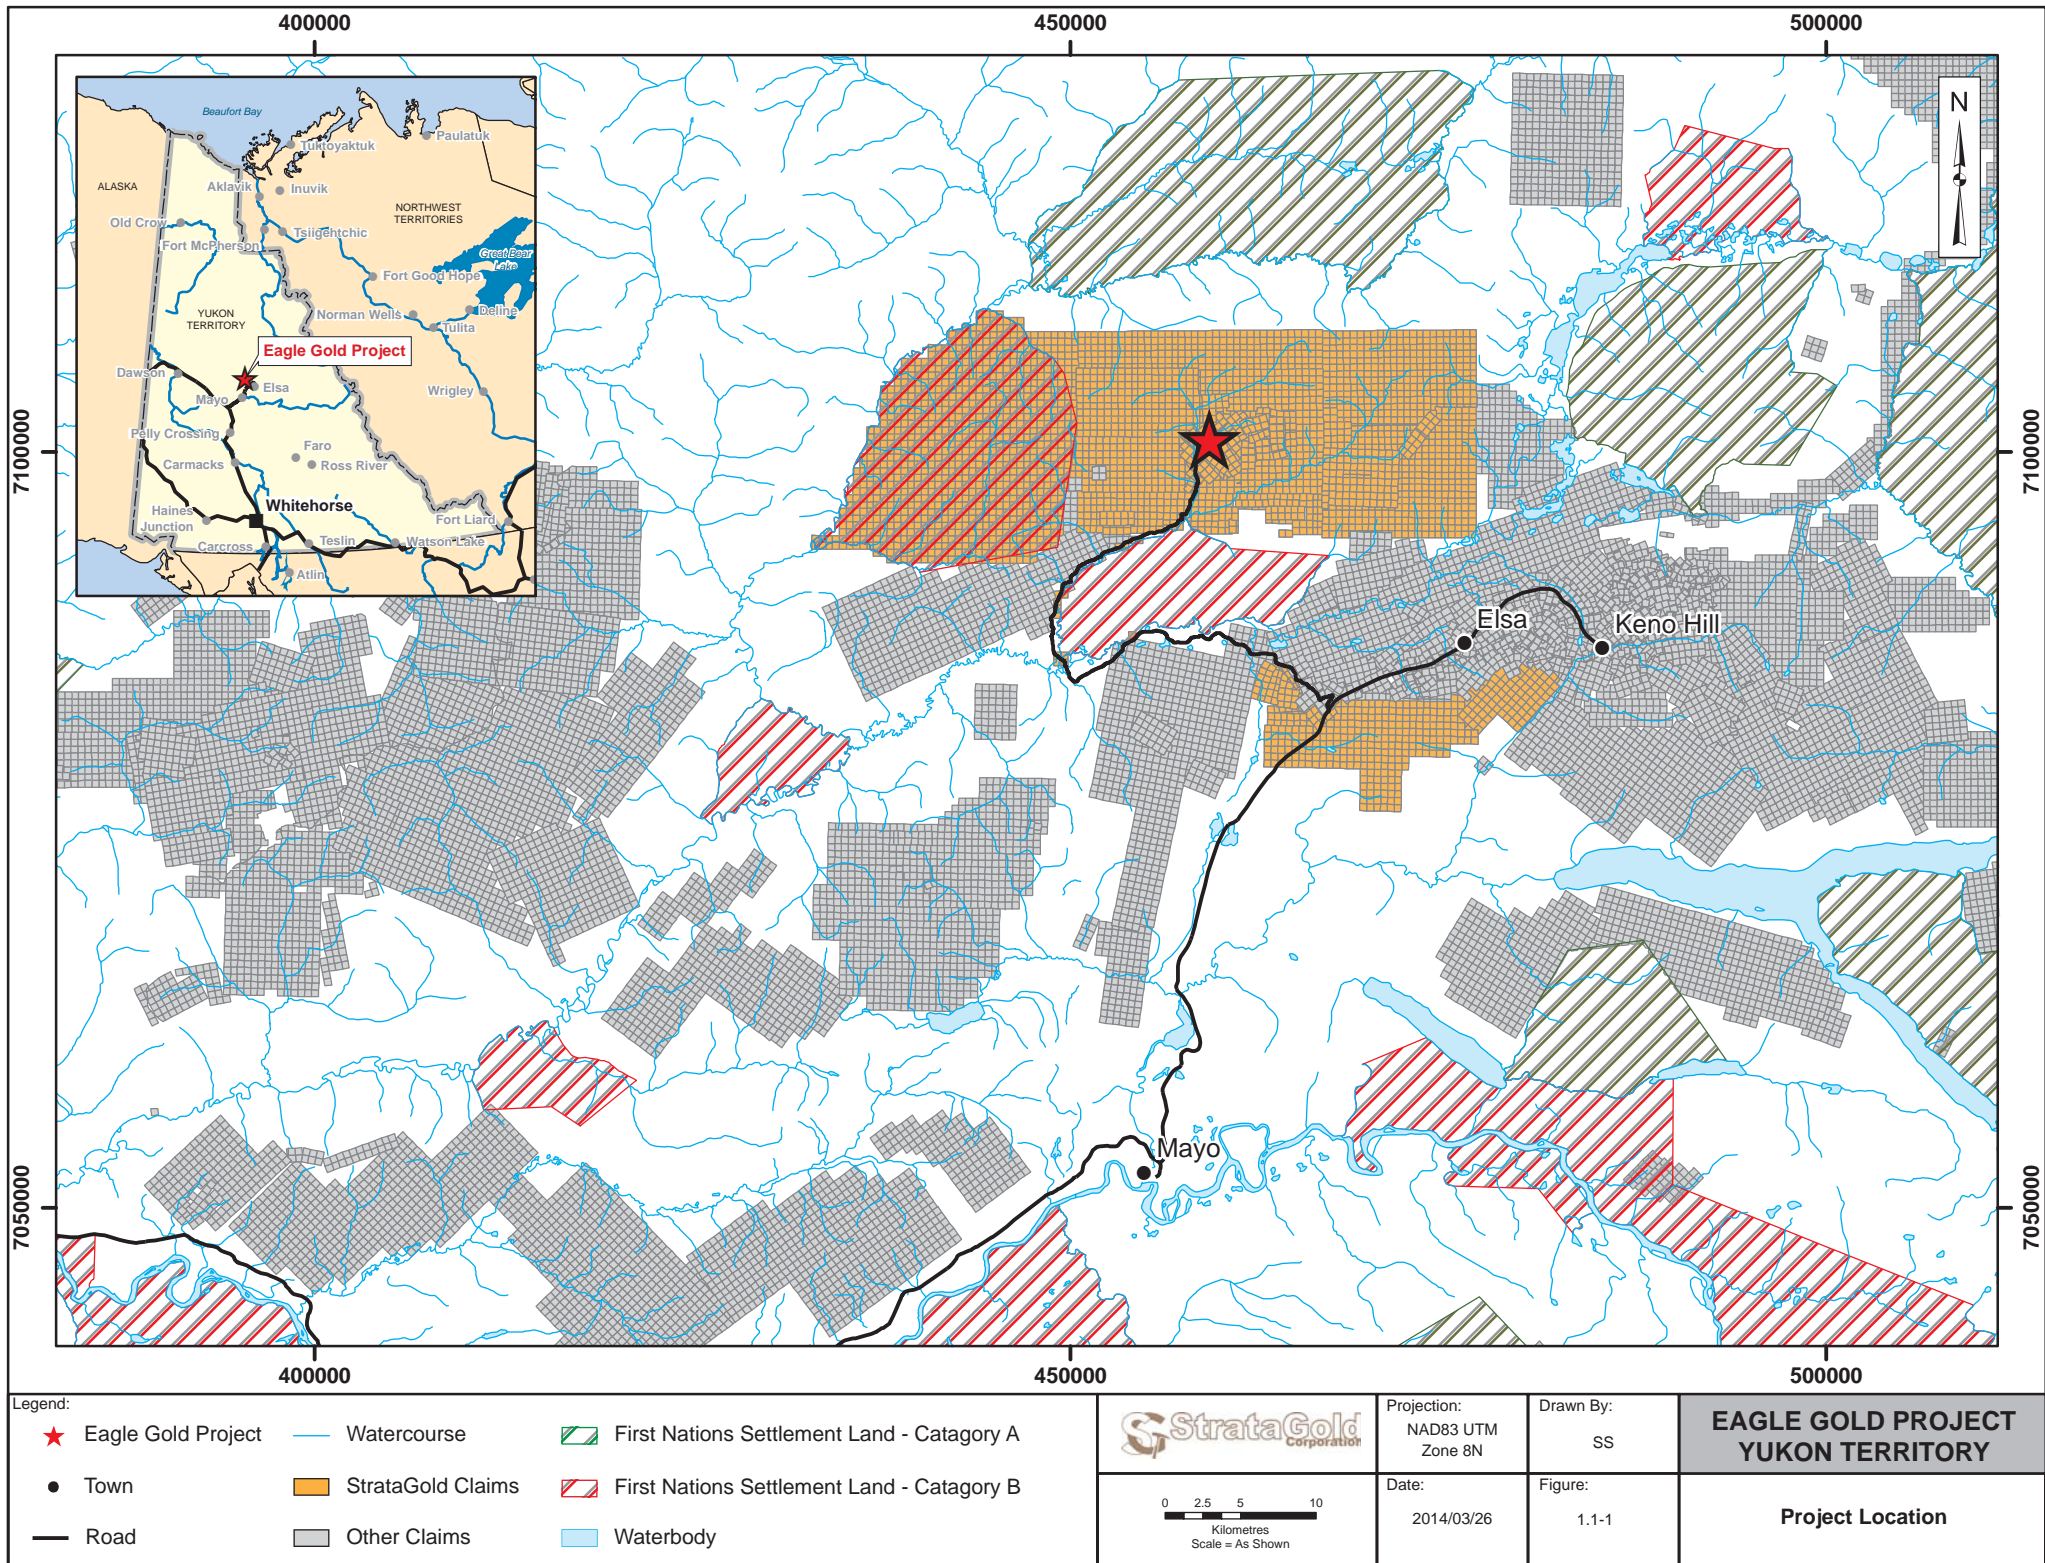 400000
450000
500000
Beaufort Bay
Tuktoyaktuk
Paulatuk
ALASKA
Aklavik
Inuvik
NORTHWEST
TERRITORIES
Old Crow
Tsiigehtchic
Fort McPherson
Great Bear
Lake
Fort Good Hope
YUKON
TERRITORY
Norman Wells
Deline
Tulita
Eagle Gold Project
Dawson
Elsa
Mayo
Wrigley
Pelly Crossing
Faro
Carmacks
Ross River
Whitehorse
Haines
Junction
Fort Liard
Carcross
Teslin
Watson Lake
Atlin
N
7100000
7100000
Elsa
Keno Hill
Mayo
7050000
7050000
400000
450000
500000
Legend:
Eagle Gold Project
Watercourse
First Nations Settlement Land - Catagory A
Town
StrataGold Claims
First Nations Settlement Land - Catagory B
Road
Other Claims
Waterbody
StrataGold
Corporation
0 2.5 5 10
Kilometres
Scale = As Shown
Projection:
NAD83 UTM
Zone 8N
Drawn By:
SS
Date:
2014/03/26
Figure:
1.1-1
EAGLE GOLD PROJECT
YUKON TERRITORY
Project Location